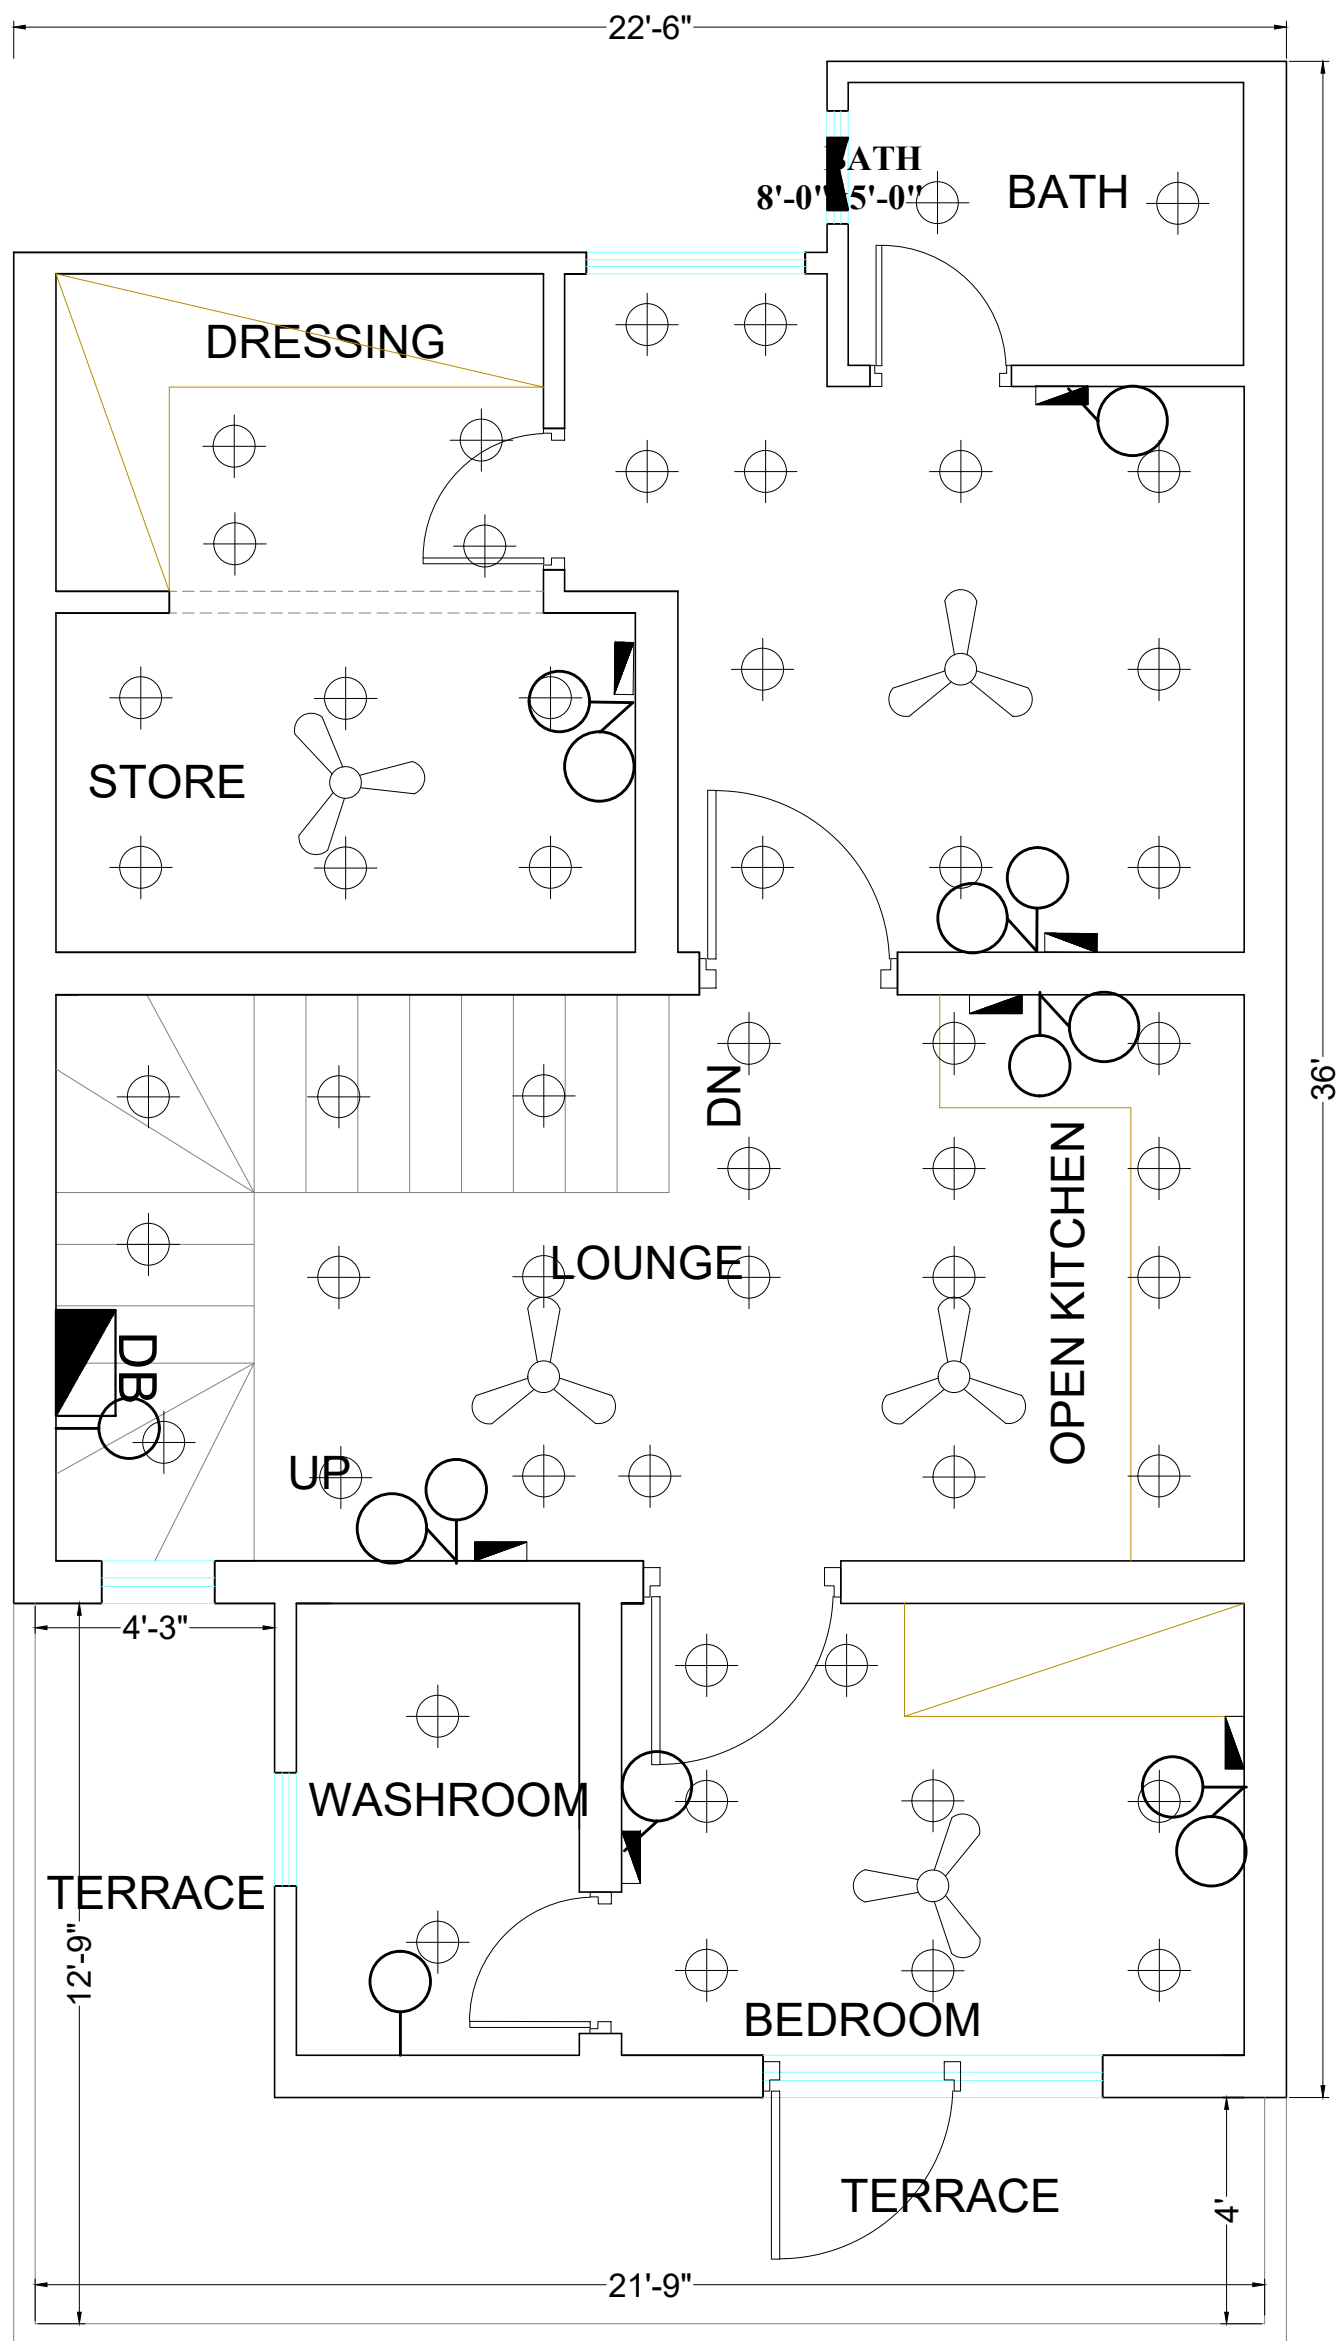 22'-6"
BATH
8'-0" 5'-0"
BATH
DRESSING
STORE
36'
DN
OPEN KITCHEN
LOUNGE
DB
UP
4'-3"
WASHROOM
TERRACE
12'-9"
BEDROOM
TERRACE
4'
21'-9"